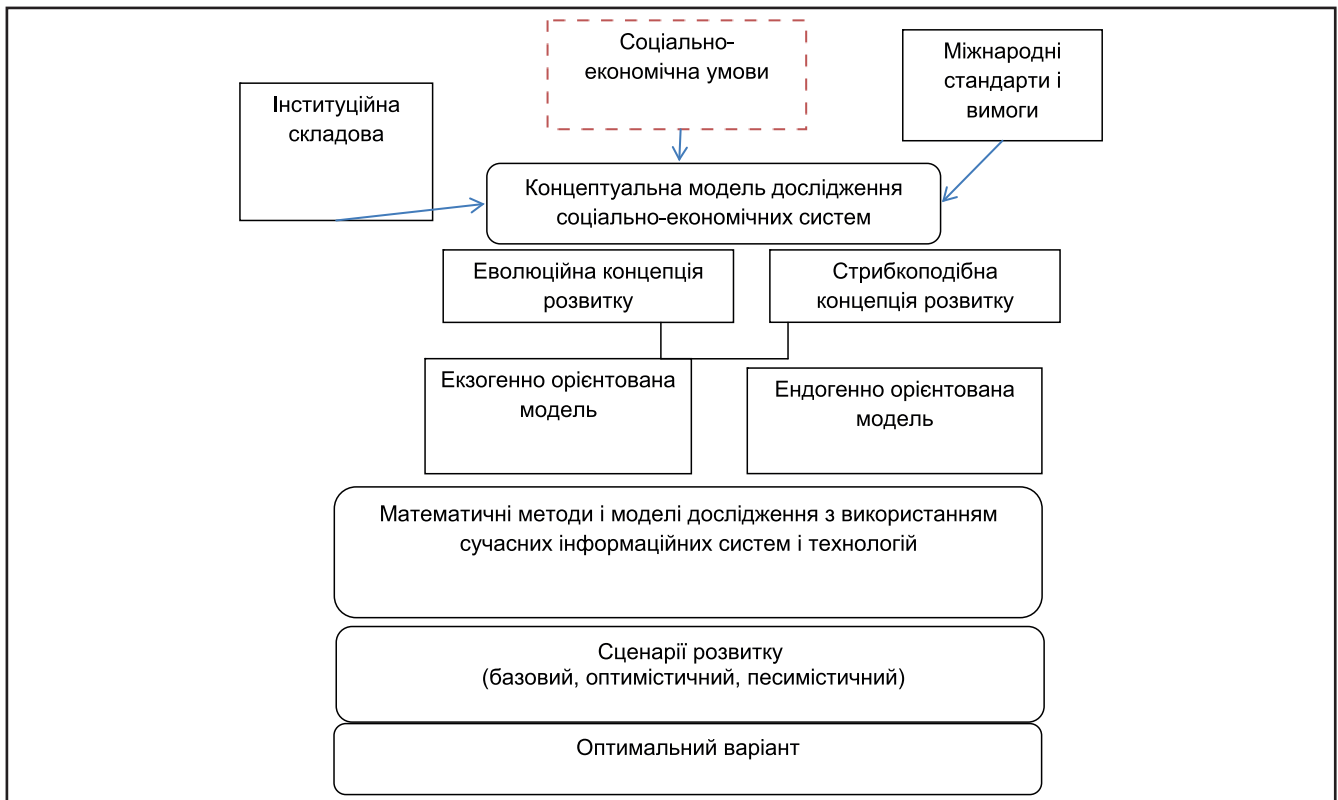 Соціально-
економічна умови
Міжнародні
стандарти і
вимоги
Інституційна
складова
Концептуальна модель дослідження
соціально-економічних систем
Еволюційна концепція
розвитку
Стрибкоподібна
концепція розвитку
Екзогенно орієнтована
модель
Ендогенно орієнтована
модель
Математичні методи і моделі дослідження з використанням
сучасних інформаційних систем і технологій
Сценарії розвитку
(базовий, оптимістичний, песимістичний)
Оптимальний варіант